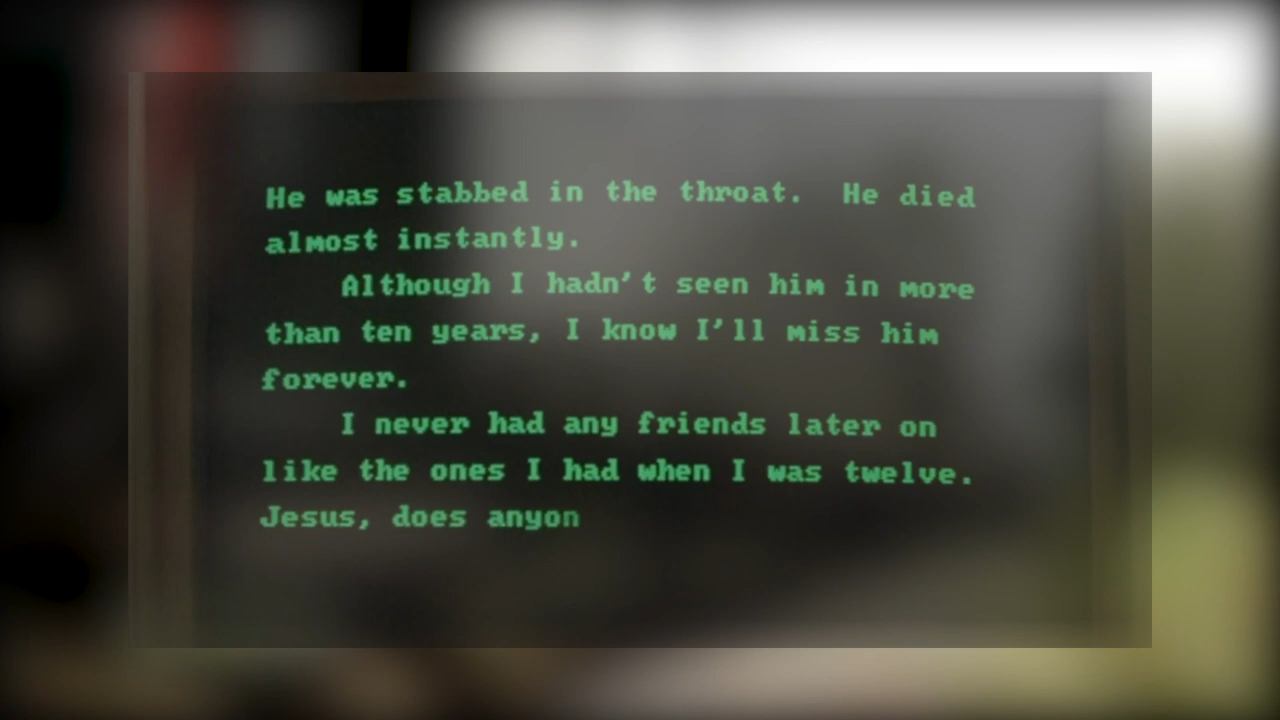 He was stabbed in the throat.  He died
almost instantly.
Although I hadn't seen him in more
than ten years, I know I'll miss him
forever.
I never had any friends later on
like the ones I had when I was twelve.
Jesus, does anyon